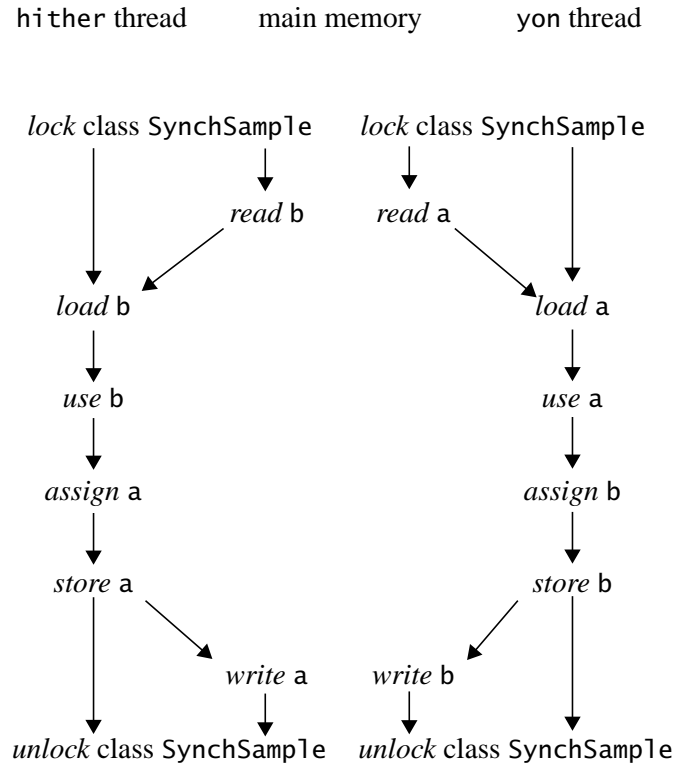 hither thread main memory yon thread
lock class SynchSample lock class SynchSample
read b read a
load b load a
use b use a
assign a assign b
store a store b
write a write b
unlock class SynchSample unlock class SynchSample